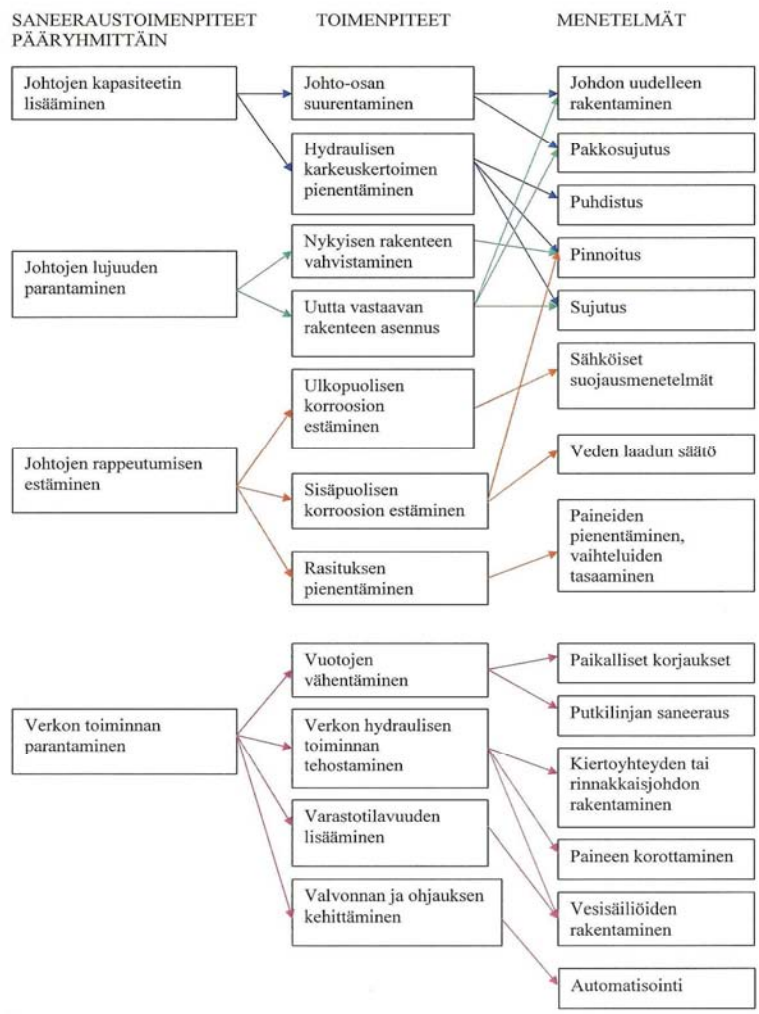 SANEERAUSTOIMENPITEET
PÄÄRYHMITTÄIN
TOIMENPITEET
MENETELMÄT
Johtojen kapasiteetin
lisääminen
Johtojen lujuuden
parantaminen
Johtojen rappeutumisen
estäminen
Verkon toiminnan
parantaminen
Johto-osan
suurentaminen
Hydraulisen
karkeuskertoimen
pienentäminen
Nykyisen rakenteen
vahvistaminen
Uutta vastaavan
rakenteen asennus
Ulkopuolisen
korroosion
estäminen
Sisäpuolisen
korroosion estäminen
Rasituksen
pienentäminen
Vuotojen
vähentäminen
Verkon hydraulisen
toiminnan
tehostaminen
Varastotilavuuden
lisääminen
Valvonnan ja ohjauksen
kehittäminen
Johdon uudelleen
rakentaminen
Pakkosujutus
Puhdistus
Pinnoitus
Sujutus
Sähköiset
suojausmenetelmät
Veden laadun säätö
Paineiden
pienentäminen,
vaihteluiden
tasaaminen
Paikalliset korjaukset
Putkilinjan saneeraus
Kiertoyhteyden tai
rinnakkaisjohdon
rakentaminen
Paineen korottaminen
Vesisäiliöiden
rakentaminen
Automatisointi